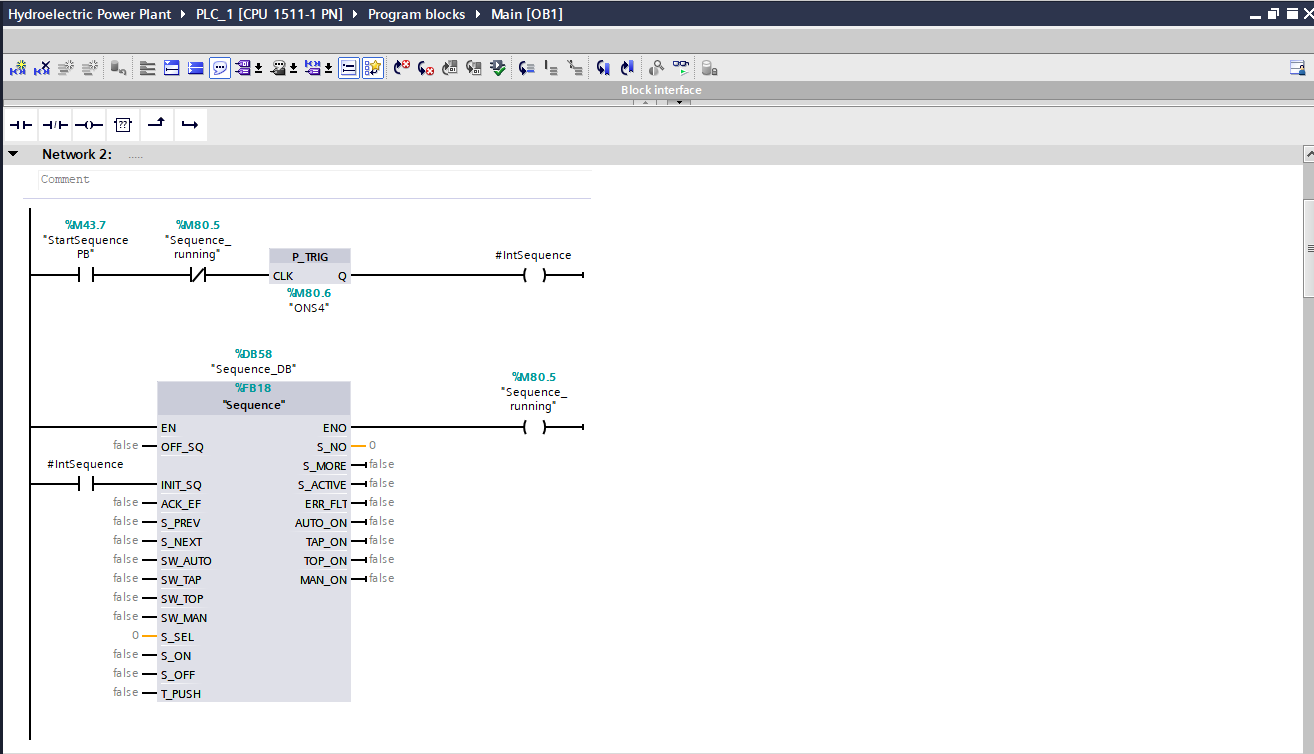 Hydroelectric Power Plant ▸ PLC_1 [CPU 1511-1 PN] ▸ Program blocks ▸ Main [OB1]
Block interface
??
Network 2: .....
Comment
%M43.7
"StartSequence
PB"
%M80.5
"Sequence_
running"
P_TRIG
CLK Q
%M80.6
"ONS4"
#IntSequence
%DB58
"Sequence_DB"
%FB18
"Sequence"
%M80.5
"Sequence_
running"
EN ENO
false OFF_SQ S_NO 0
S_MORE false
#IntSequence
INIT_SQ S_ACTIVE false
false ACK_EF ERR_FLT false
false S_PREV AUTO_ON false
false S_NEXT TAP_ON false
false SW_AUTO TOP_ON false
false SW_TAP MAN_ON false
false SW_TOP
false SW_MAN
0 S_SEL
false S_ON
false S_OFF
false T_PUSH